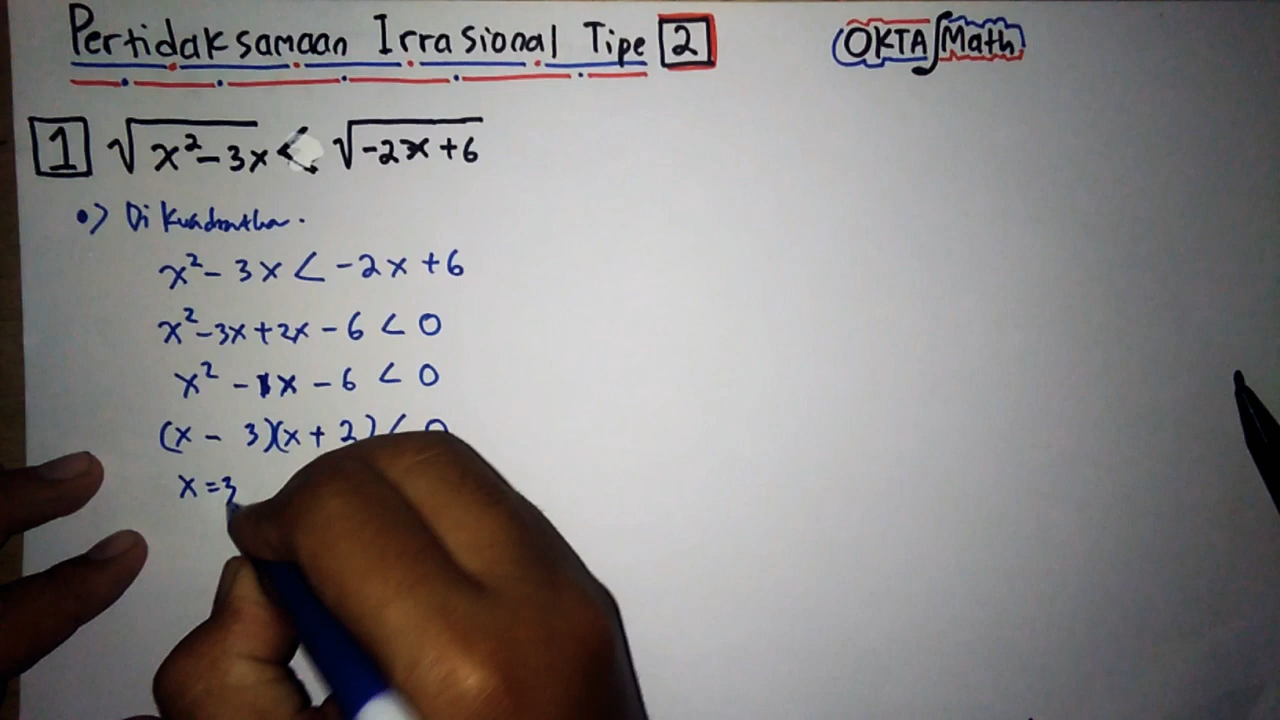 Pertidaksamaan Irrasional Tipe 2
OKTA∫Math
1 √(x²-3x) < √(-2x+6)
•> Di kuadratkan.
x²-3x < -2x+6
x²-3x+2x-6 < 0
x²-1x-6 < 0
(x-3)(x+2) < 0
x=3